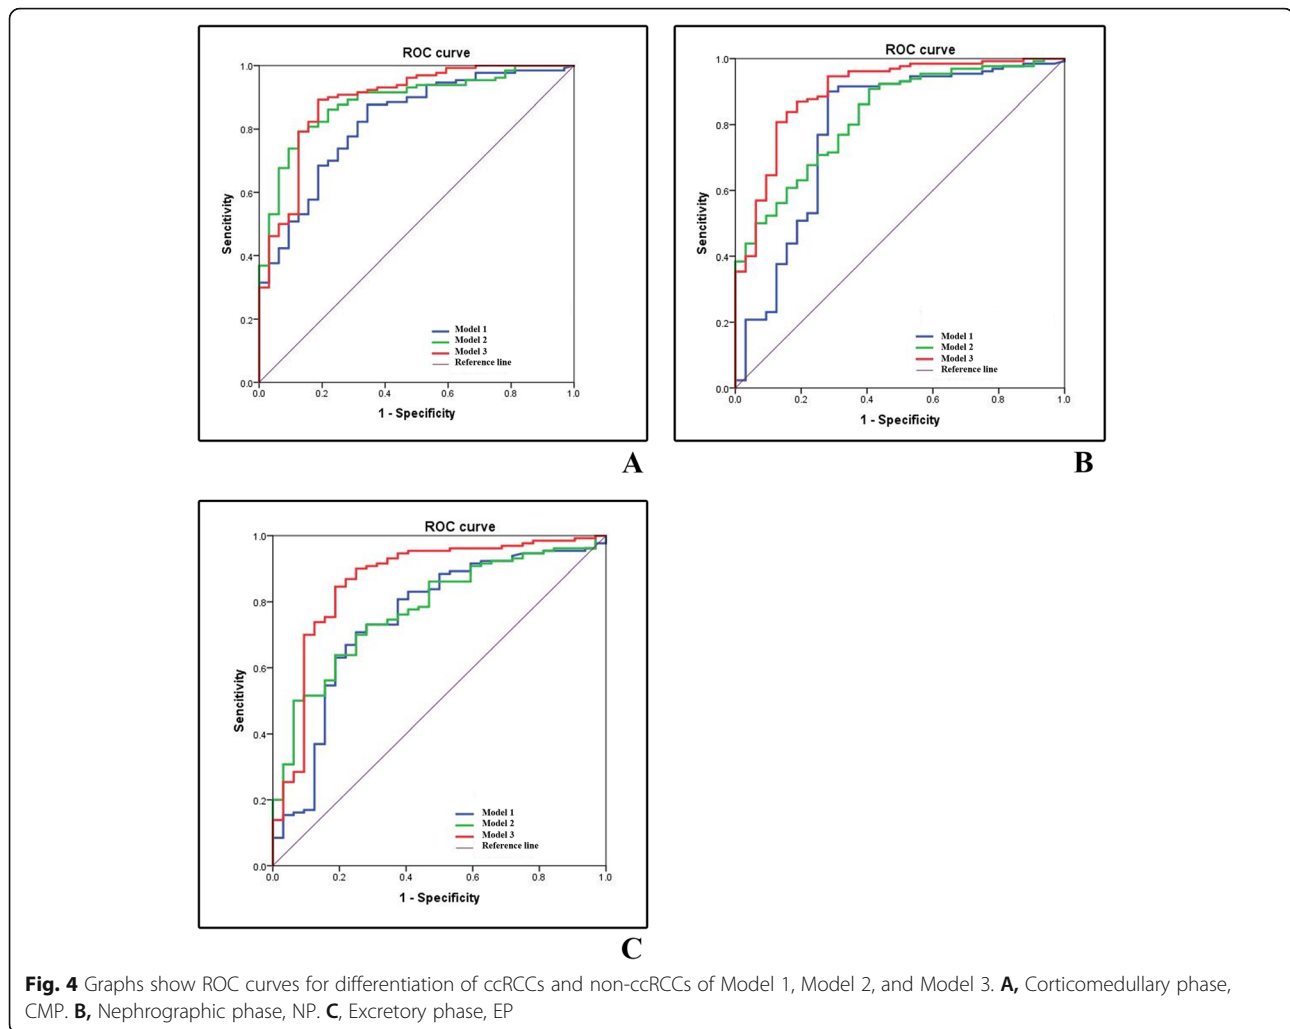 ROC curve
1.0
0.8
0.6
0.4
0.2
0.0
Sencitivity
Model 1
Model 2
Model 3
Reference line
0.0 0.2 0.4 0.6 0.8 1.0
1 - Specificity
A
ROC curve
1.0
0.8
0.6
0.4
0.2
0.0
Sencitivity
Model 1
Model 2
Model 3
Reference line
0.0 0.2 0.4 0.6 0.8 1.0
1 - Specificity
B
ROC curve
1.0
0.8
0.6
0.4
0.2
0.0
Sencitivity
Model 1
Model 2
Model 3
Reference line
0.0 0.2 0.4 0.6 0.8 1.0
1 - Specificity
C
Fig. 4 Graphs show ROC curves for differentiation of ccRCCs and non-ccRCCs of Model 1, Model 2, and Model 3. A, Corticomedullary phase,
CMP. B, Nephrographic phase, NP. C, Excretory phase, EP